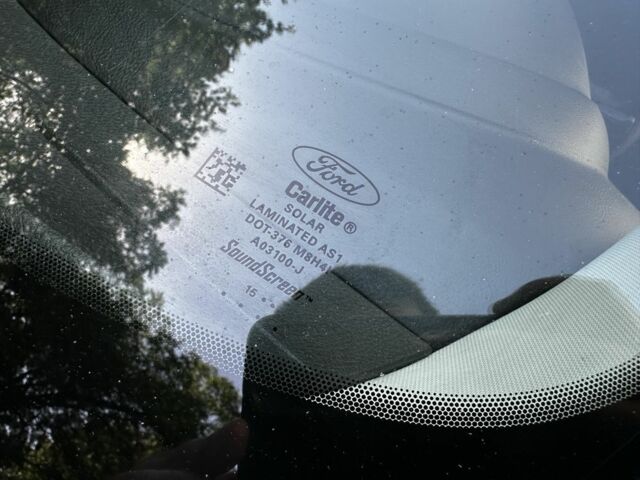 Ford
Carlite®
SOLAR
LAMINATED AS1
DOT-376 M8H4
A03100-J
SoundScreen™
15